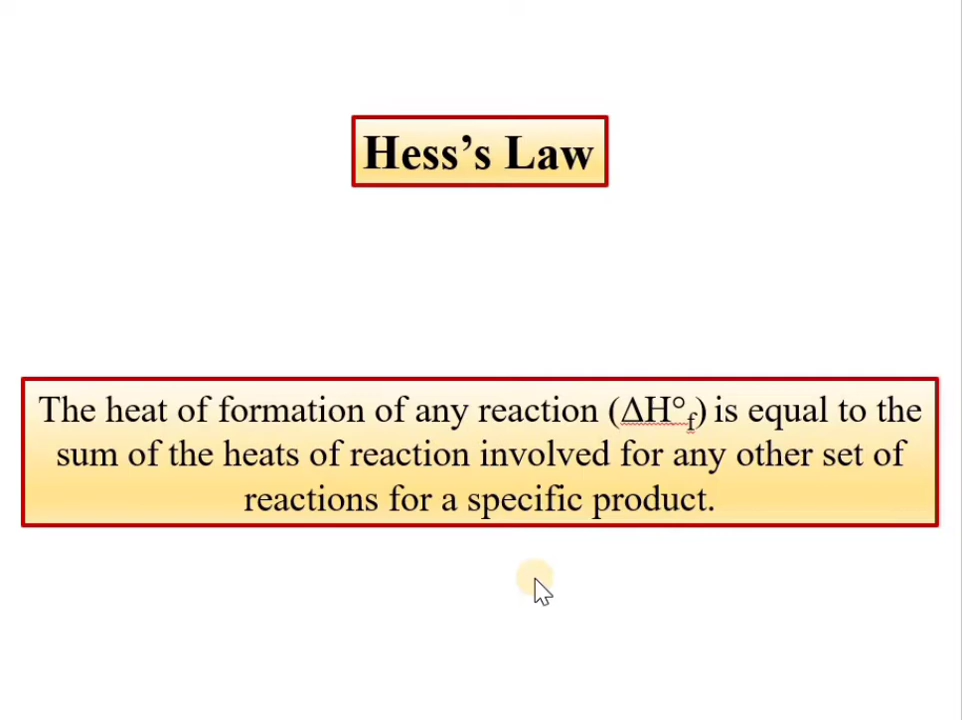 Hess’s Law
The heat of formation of any reaction (ΔH°f) is equal to the
sum of the heats of reaction involved for any other set of
reactions for a specific product.